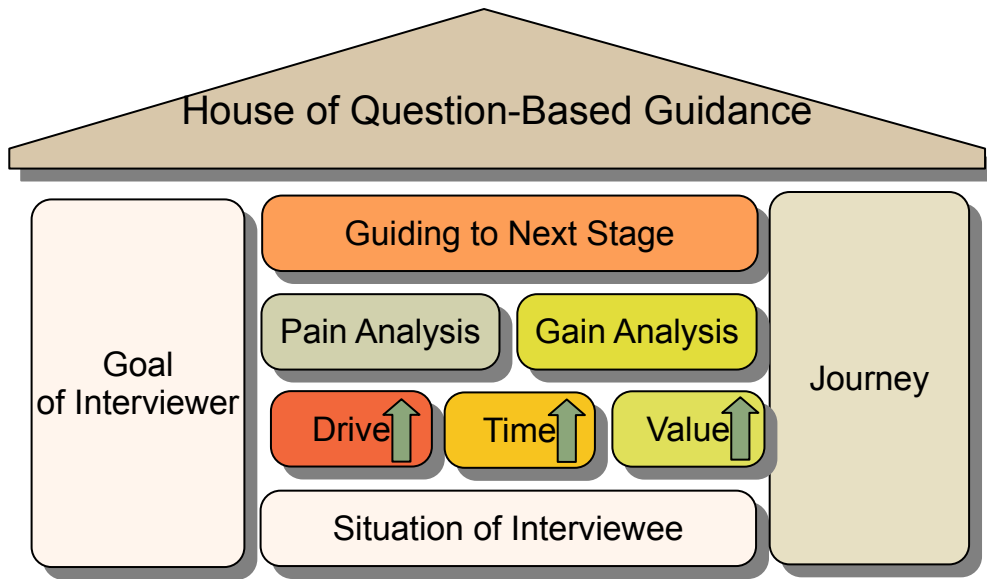 House of Question-Based Guidance
Goal
of Interviewer
Guiding to Next Stage
Pain Analysis
Gain Analysis
Drive
Time
Value
Situation of Interviewee
Journey